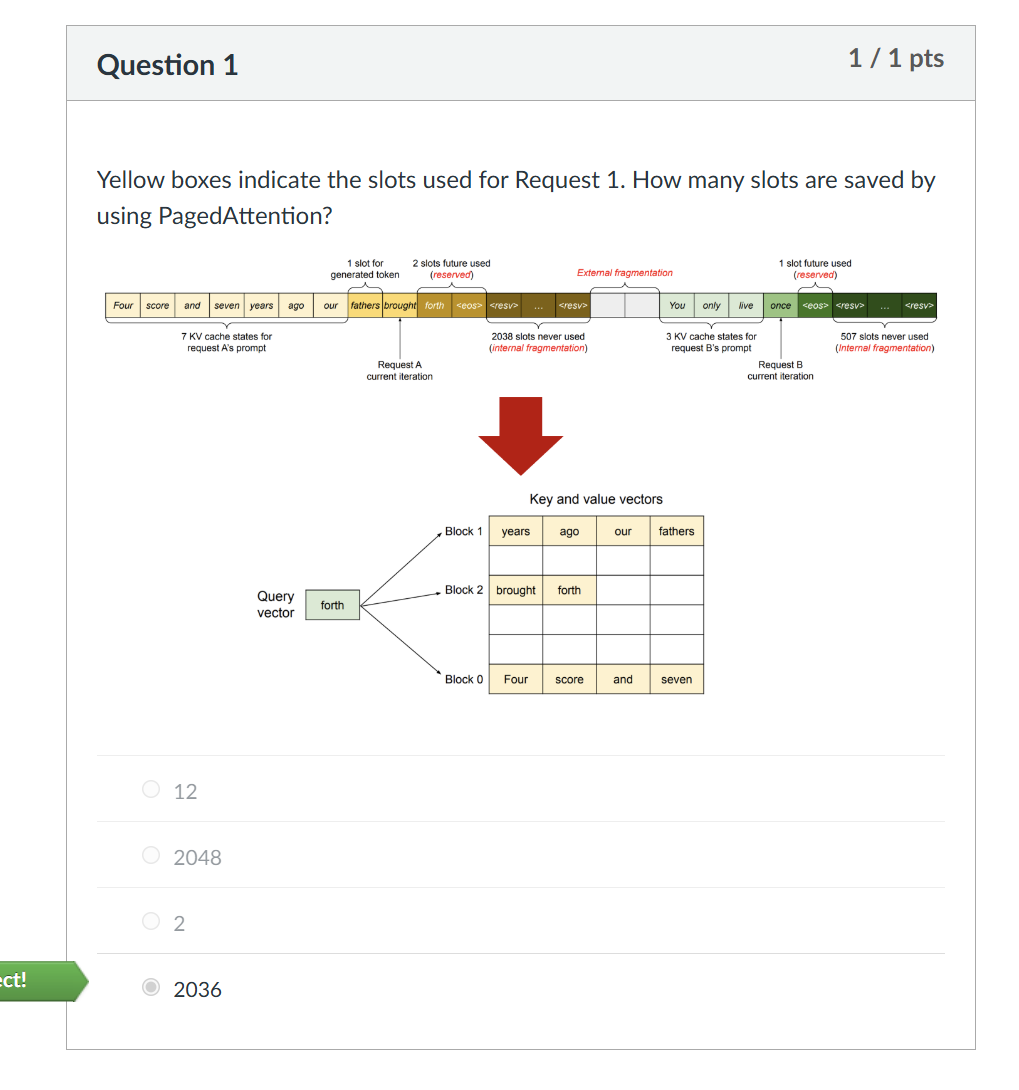 Question 1
1 / 1 pts
Yellow boxes indicate the slots used for Request 1. How many slots are saved by
using PagedAttention?
1 slot for
generated token
2 slots future used
(reserved)
External fragmentation
1 slot future used
(reserved)
Four score and seven years ago our fathers brought forth <eos> <resv> ... <resv> You only live once <eos> <resv> ... <resv>
7 KV cache states for
request A's prompt
2038 slots never used
(internal fragmentation)
3 KV cache states for
request B's prompt
507 slots never used
(Internal fragmentation)
Request A
current iteration
Request B
current iteration
Key and value vectors
Block 1 years ago our fathers
Block 2 brought forth
Query
vector
forth
Block 0 Four score and seven
12
2048
2
ect!
2036